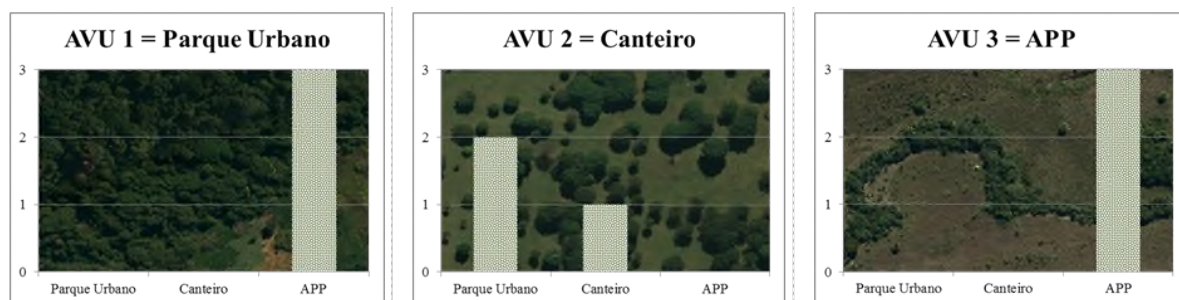 AVU 1 = Parque Urbano
3
2
1
0
Parque Urbano Canteiro APP
AVU 2 = Canteiro
3
2
1
0
Parque Urbano Canteiro APP
AVU 3 = APP
3
2
1
0
Parque Urbano Canteiro APP